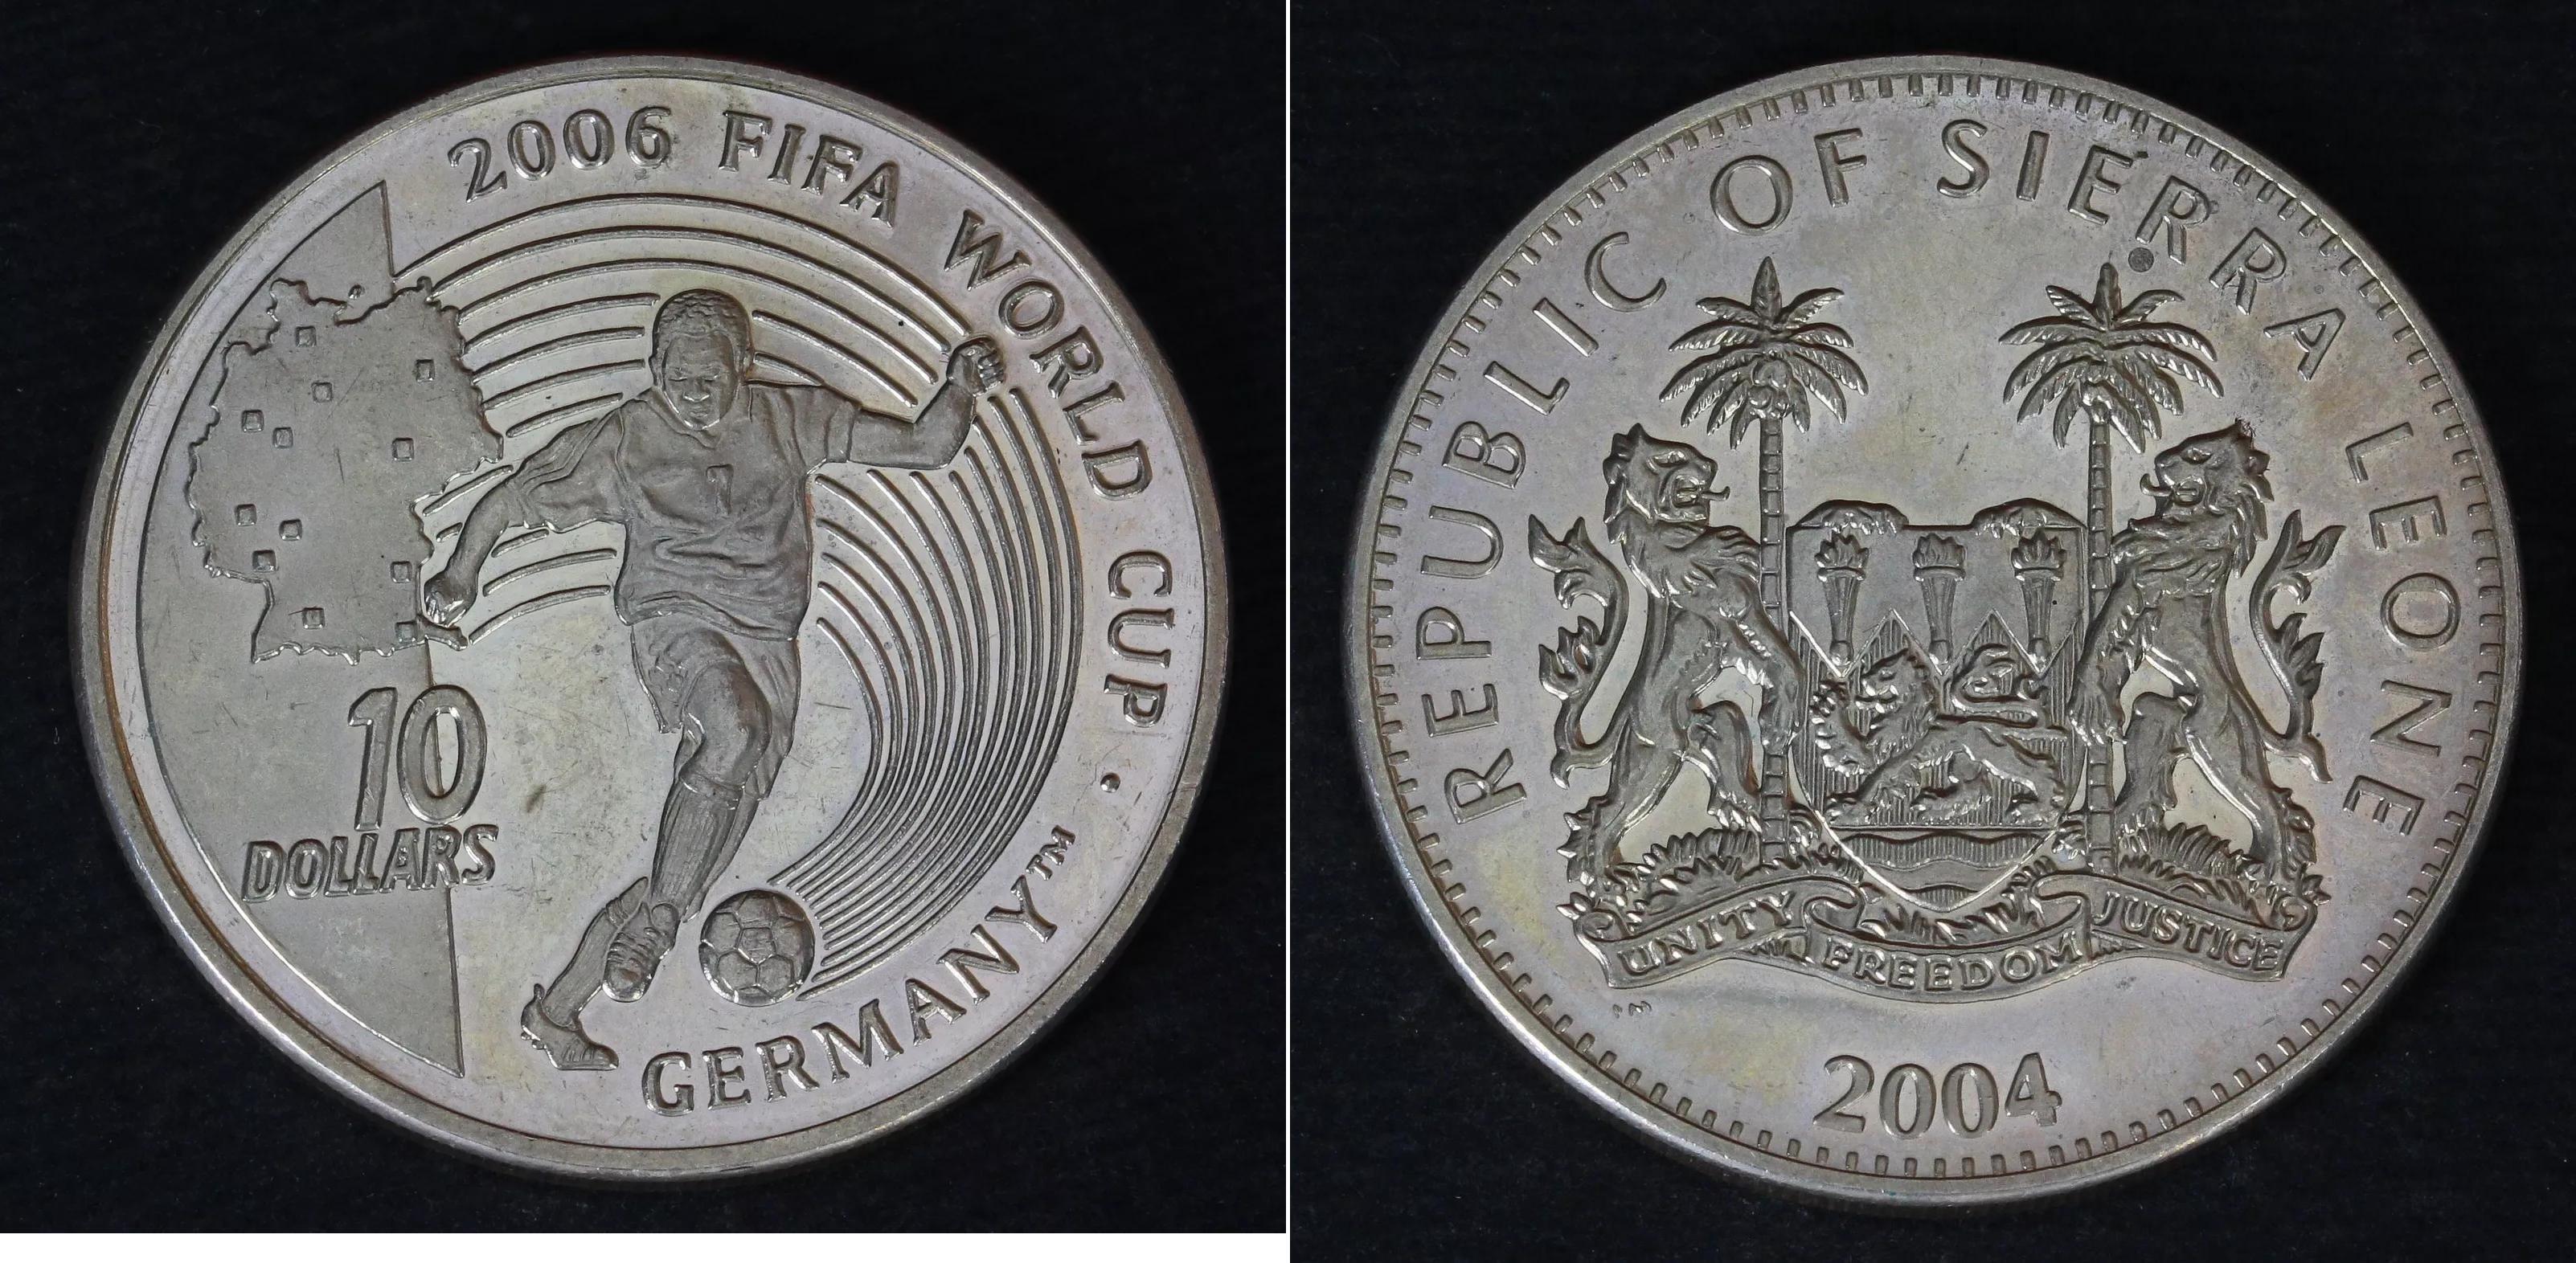 2006 FIFA WORLD CUP • GERMANY™
10
DOLLARS
REPUBLIC OF SIERRA LEONE
UNITY FREEDOM JUSTICE
2004